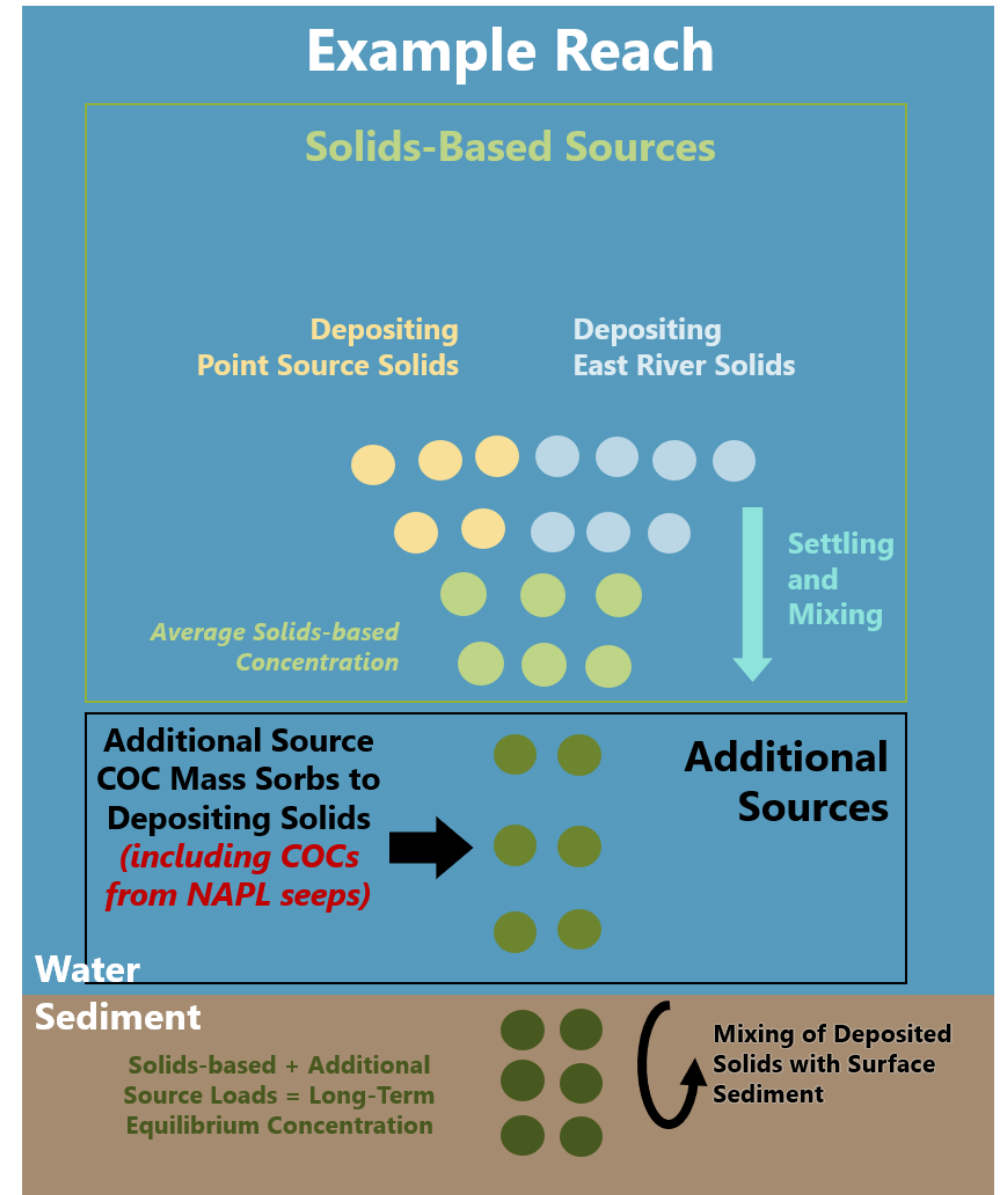 Example Reach
Solids-Based Sources
Depositing
Point Source Solids
Depositing
East River Solids
Settling
and
Mixing
Average Solids-based
Concentration
Additional Source
COC Mass Sorbs to
Depositing Solids
(including COCs
from NAPL seeps)
Additional
Sources
Water
Sediment
Solids-based + Additional
Source Loads = Long-Term
Equilibrium Concentration
Mixing of Deposited
Solids with Surface
Sediment